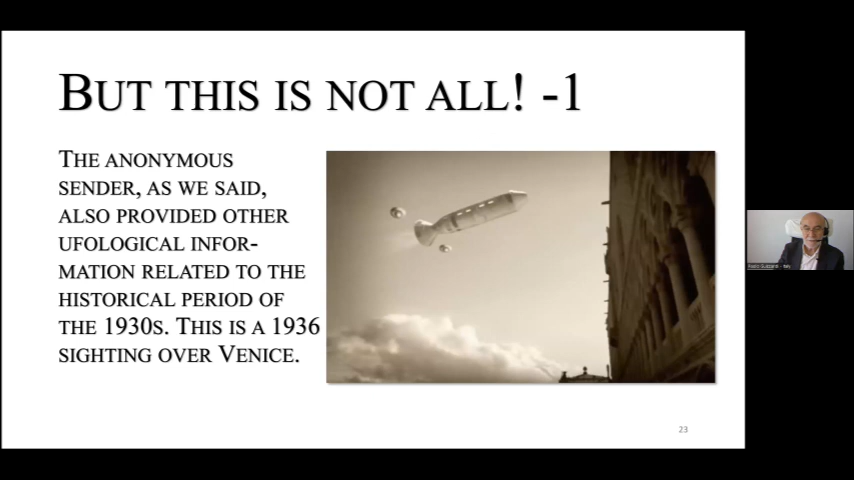 BUT THIS IS NOT ALL! -1
THE ANONYMOUS
SENDER, AS WE SAID,
ALSO PROVIDED OTHER
UFOLOGICAL INFOR-
MATION RELATED TO THE
HISTORICAL PERIOD OF
THE 1930S. THIS IS A 1936
SIGHTING OVER VENICE.
23